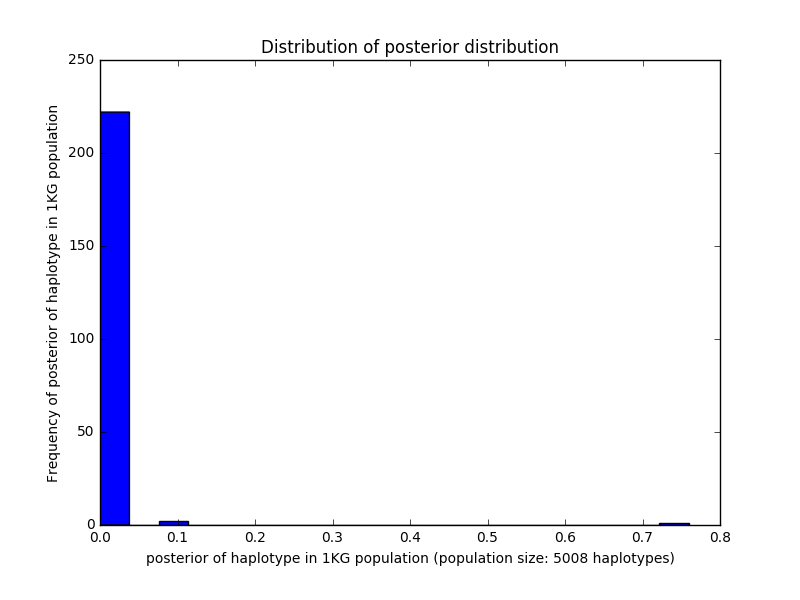 Distribution of posterior distribution
Frequency of posterior of haplotype in 1KG population
250
200
150
100
50
0
0.0 0.1 0.2 0.3 0.4 0.5 0.6 0.7 0.8
posterior of haplotype in 1KG population (population size: 5008 haplotypes)